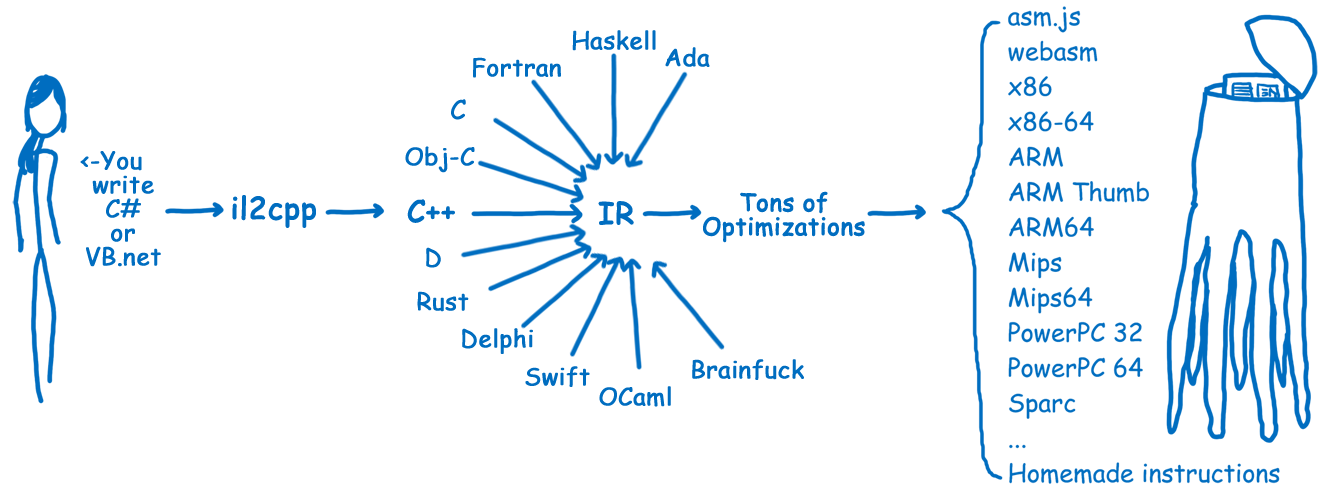 <-You
write
C#
or
VB.net
il2cpp
Haskell
Fortran
Ada
C
Obj-C
C++
D
Rust
Delphi
Swift
OCaml
Brainfuck
IR
Tons of
Optimizations
asm.js
webasm
x86
x86-64
ARM
ARM Thumb
ARM64
Mips
Mips64
PowerPC 32
PowerPC 64
Sparc
...
Homemade instructions